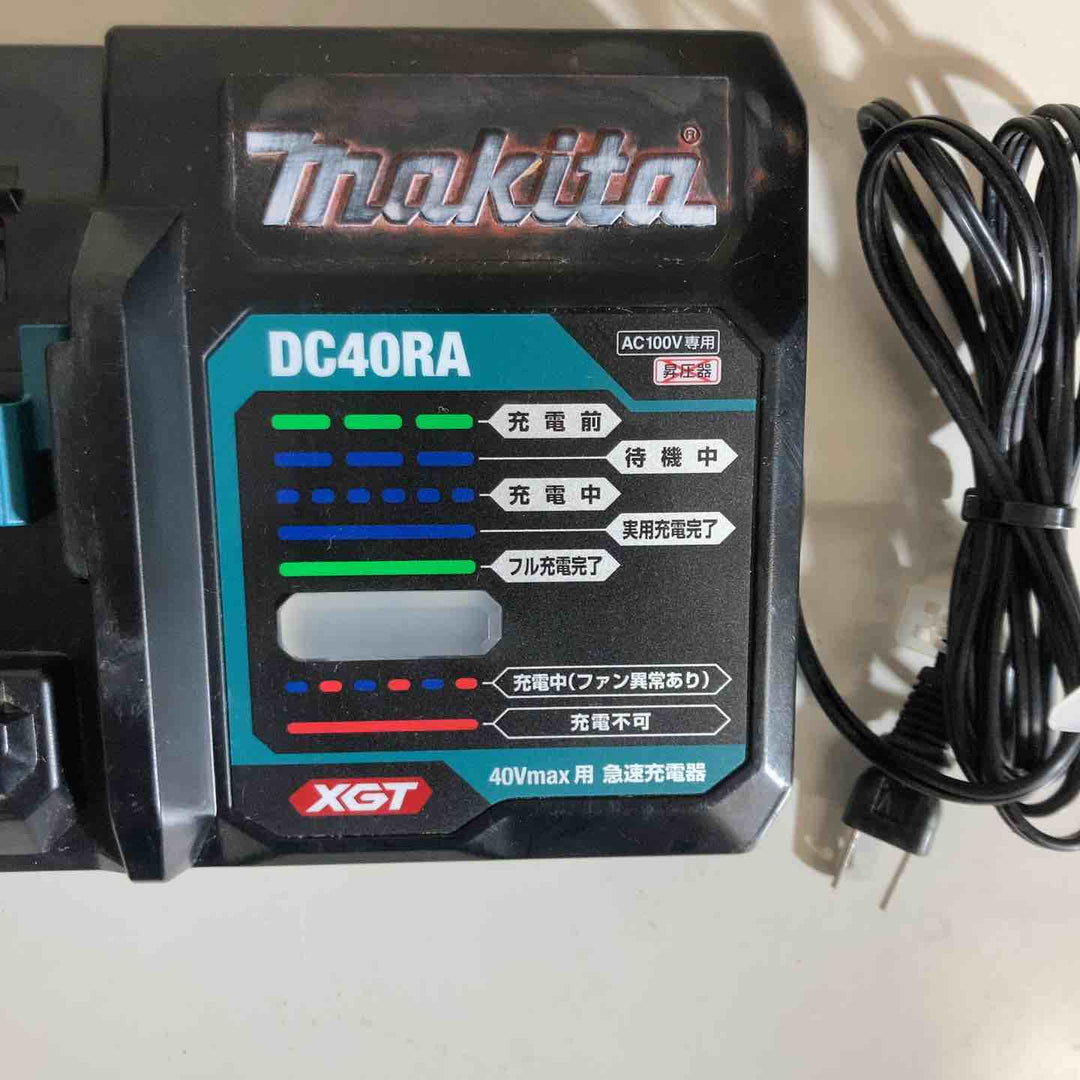 makita®
DC40RA
AC100V専用
昇圧器
充電前
待機中
充電中
実用充電完了
フル充電完了
充電中(ファン異常あり)
充電不可
XGT
40Vmax用 急速充電器